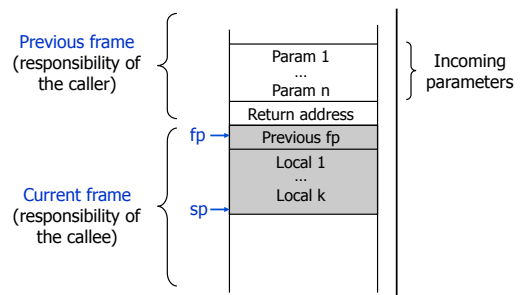 Previous frame
(responsibility of
the caller)
Param 1
...
Param n
Incoming
parameters
Return address
fp
Previous fp
Local 1
...
Local k
Current frame
(responsibility of
the callee)
sp